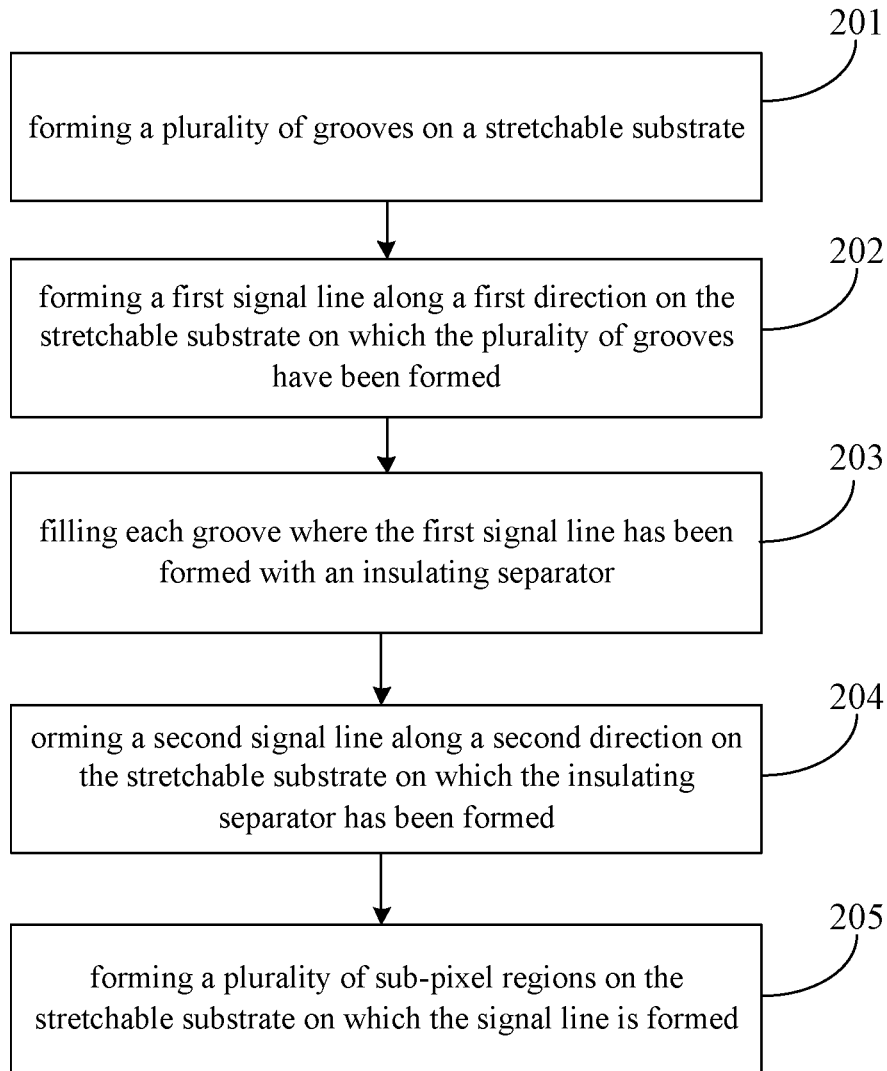 201
forming a plurality of grooves on a stretchable substrate
202
forming a first signal line along a first direction on the
stretchable substrate on which the plurality of grooves
have been formed
203
filling each groove where the first signal line has been
formed with an insulating separator
204
orming a second signal line along a second direction on
the stretchable substrate on which the insulating
separator has been formed
205
forming a plurality of sub-pixel regions on the
stretchable substrate on which the signal line is formed